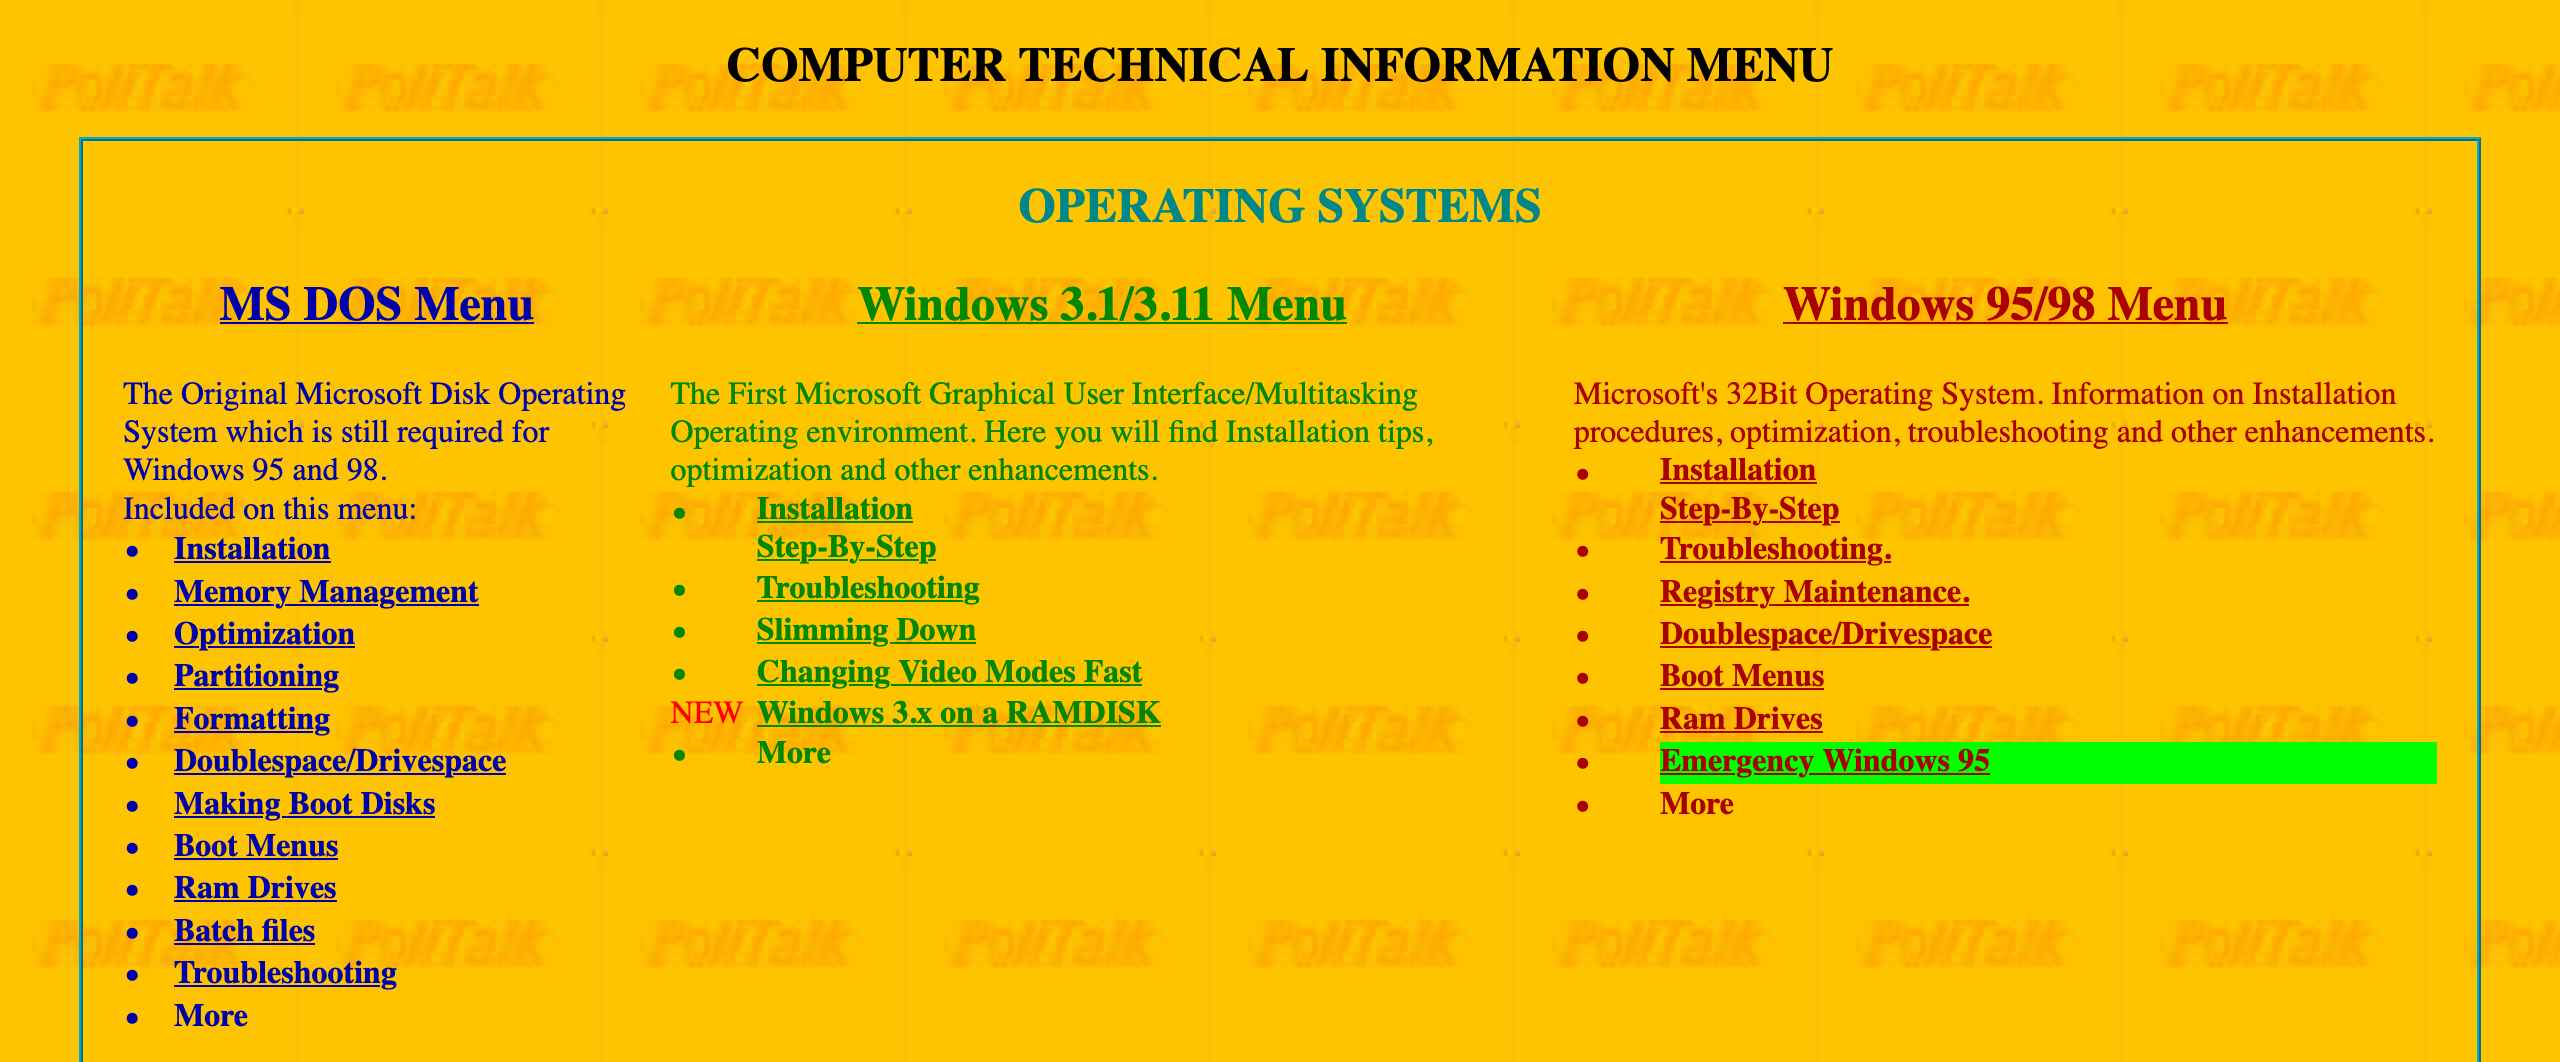 COMPUTER TECHNICAL INFORMATION MENU
OPERATING SYSTEMS
MS DOS Menu
The Original Microsoft Disk Operating
System which is still required for
Windows 95 and 98.
Included on this menu:
Installation
Memory Management
Optimization
Partitioning
Formatting
Doublespace/Drivespace
Making Boot Disks
Boot Menus
Ram Drives
Batch files
Troubleshooting
More
Windows 3.1/3.11 Menu
The First Microsoft Graphical User Interface/Multitasking
Operating environment. Here you will find Installation tips,
optimization and other enhancements.
Installation
Step-By-Step
Troubleshooting
Slimming Down
Changing Video Modes Fast
NEW Windows 3.x on a RAMDISK
More
Windows 95/98 Menu
Microsoft's 32Bit Operating System. Information on Installation
procedures, optimization, troubleshooting and other enhancements.
Installation
Step-By-Step
Troubleshooting.
Registry Maintenance.
Doublespace/Drivespace
Boot Menus
Ram Drives
Emergency Windows 95
More